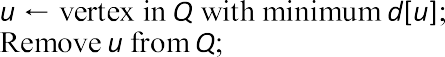 u ← vertex in Q with minimum d[u];
Remove u from Q;